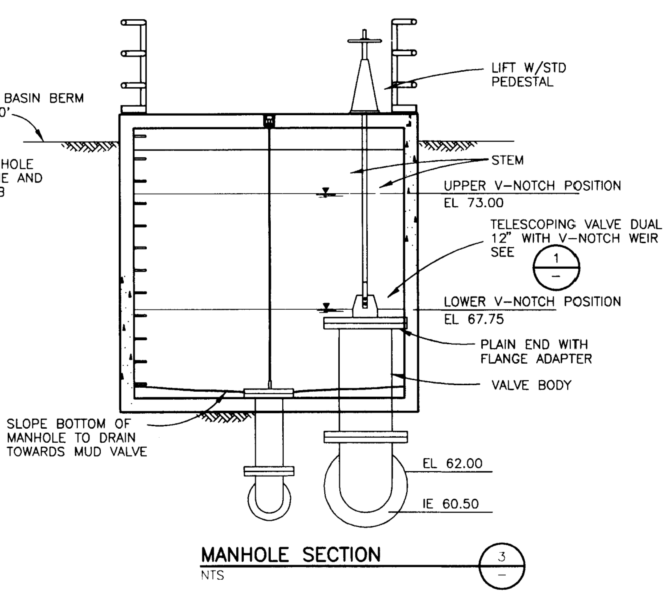 LIFT W/STD
PEDESTAL
BASIN BERM
0'
HOLE
E AND
B
STEM
UPPER V-NOTCH POSITION
EL 73.00
TELESCOPING VALVE DUAL
12" WITH V-NOTCH WEIR
SEE
1
–
LOWER V-NOTCH POSITION
EL 67.75
PLAIN END WITH
FLANGE ADAPTER
VALVE BODY
SLOPE BOTTOM OF
MANHOLE TO DRAIN
TOWARDS MUD VALVE
EL 62.00
IE 60.50
MANHOLE SECTION
NTS
3
–